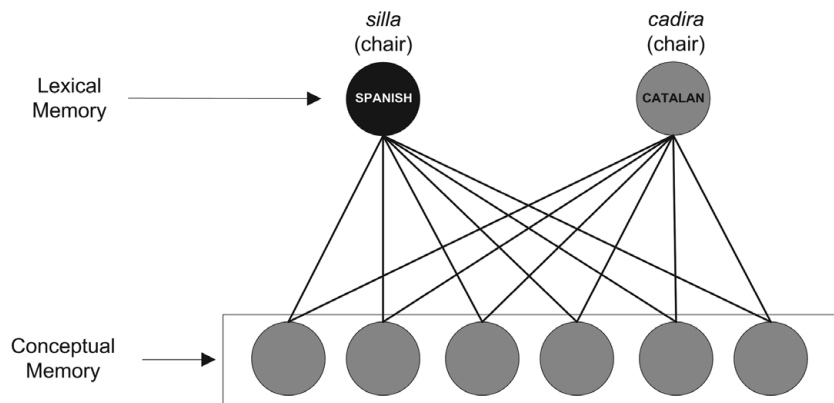 silla
(chair)
cadira
(chair)
Lexical
Memory
SPANISH
CATALAN
Conceptual
Memory